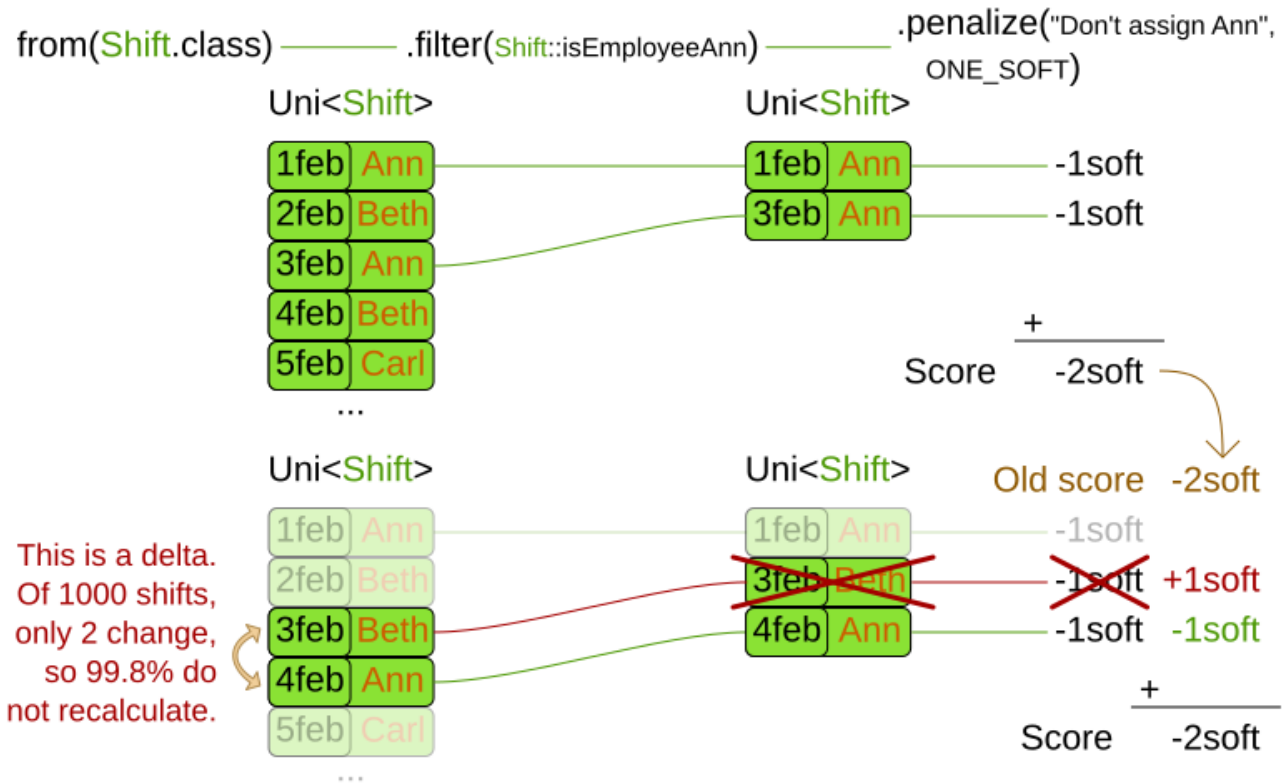 from(Shift.class) .filter(Shift::isEmployeeAnn) .penalize("Don't assign Ann",
ONE_SOFT)
Uni<Shift> Uni<Shift>
1feb Ann 1feb Ann -1soft
2feb Beth 3feb Ann -1soft
3feb Ann
4feb Beth
+
5feb Carl
Score -2soft
...
Uni<Shift> Uni<Shift>
Old score -2soft
1feb Ann 1feb Ann -1soft
This is a delta.
Of 1000 shifts,
only 2 change,
so 99.8% do
not recalculate.
2feb Beth 3feb Beth -1soft +1soft
3feb Beth 4feb Ann -1soft -1soft
4feb Ann
+
5feb Carl
Score -2soft
...